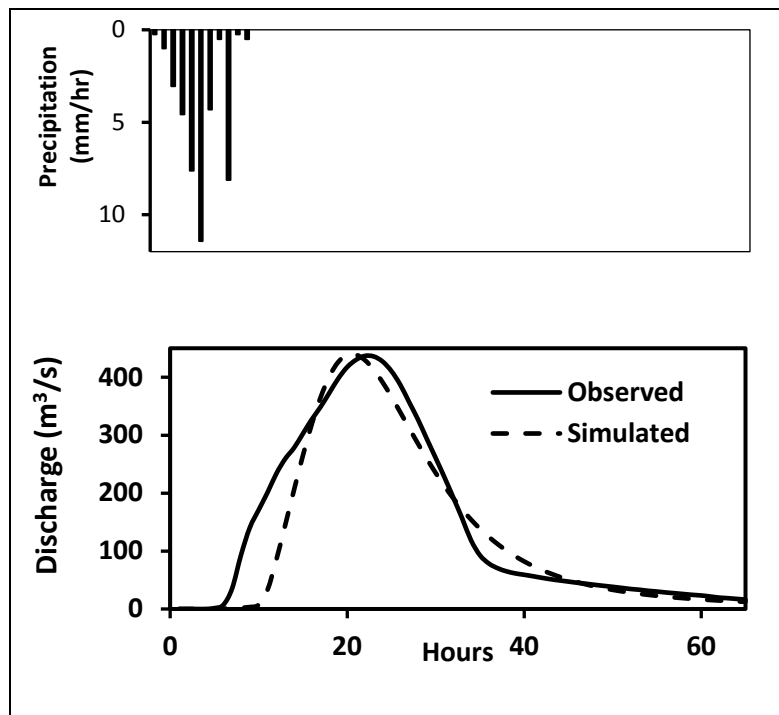 Precipitation
(mm/hr)
0
5
10
Discharge (m³/s)
400
300
200
100
0
Observed
Simulated
0
20
40
60
Hours